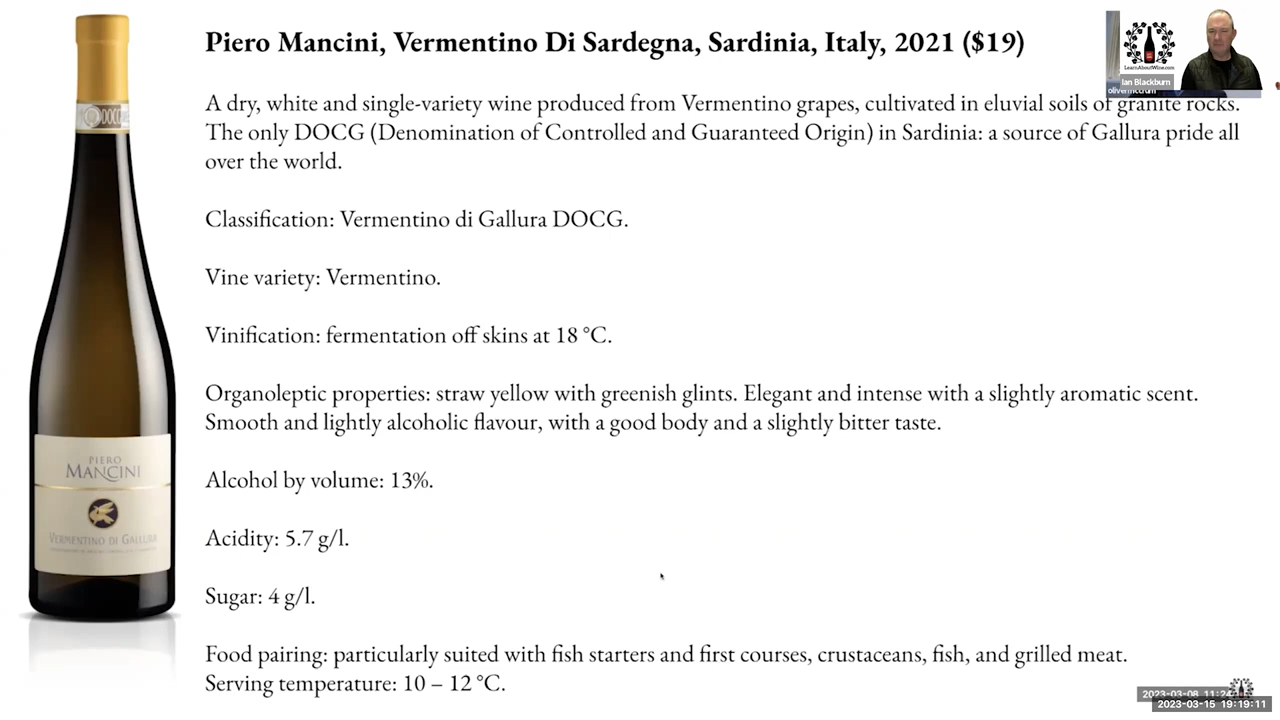 Piero Mancini, Vermentino Di Sardegna, Sardinia, Italy, 2021 ($19)
LearnAboutWine.com
Ian Blackburn
A dry, white and single-variety wine produced from Vermentino grapes, cultivated in eluvial soils of granite rocks.
The only DOCG (Denomination of Controlled and Guaranteed Origin) in Sardinia: a source of Gallura pride all
over the world.
Classification: Vermentino di Gallura DOCG.
Vine variety: Vermentino.
Vinification: fermentation off skins at 18 °C.
Organoleptic properties: straw yellow with greenish glints. Elegant and intense with a slightly aromatic scent.
Smooth and lightly alcoholic flavour, with a good body and a slightly bitter taste.
Alcohol by volume: 13%.
Acidity: 5.7 g/l.
Sugar: 4 g/l.
Food pairing: particularly suited with fish starters and first courses, crustaceans, fish, and grilled meat.
Serving temperature: 10 – 12 °C.
PIERO
MANCINI
VERMENTINO DI GALLURA
2023-03-08
2023-03-15 19:19:11